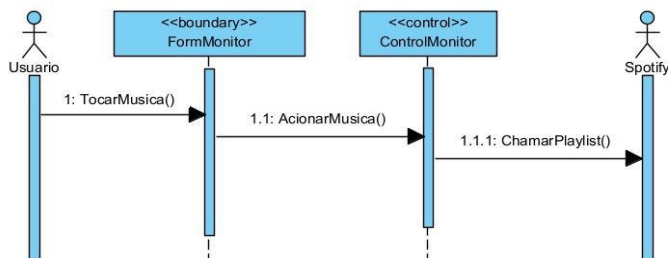 <<boundary>>
FormMonitor
<<control>>
ControlMonitor
Usuario
Spotify
1: TocarMusica()
1.1: AcionarMusica()
1.1.1: ChamarPlaylist()